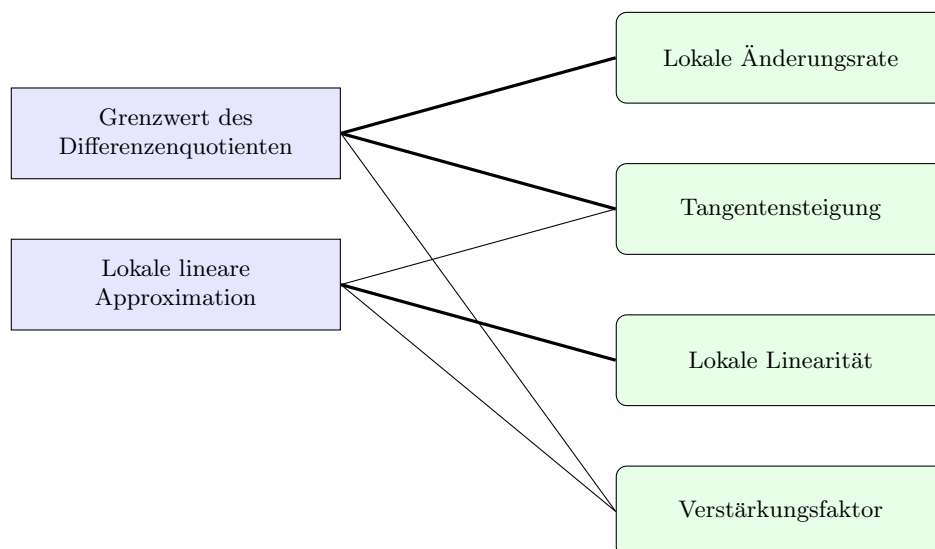 Grenzwert des
Differenzenquotienten
Lokale lineare
Approximation
Lokale Änderungsrate
Tangentensteigung
Lokale Linearität
Verstärkungsfaktor